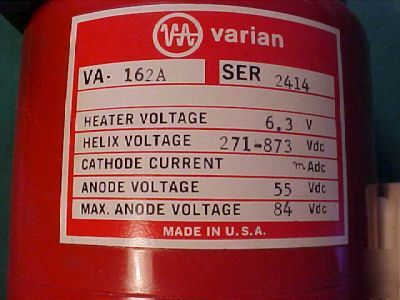 VA varian
VA- 162A SER 2414
HEATER VOLTAGE 6.3 V
HELIX VOLTAGE 271-873 Vdc
CATHODE CURRENT mAdc
ANODE VOLTAGE 55 Vdc
MAX. ANODE VOLTAGE 84 Vdc
MADE IN U.S.A.